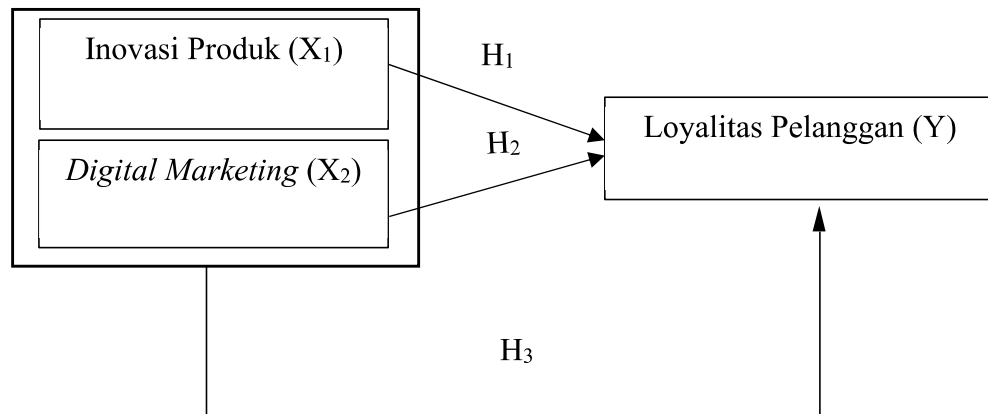 Inovasi Produk (X₁)
H₁
Loyalitas Pelanggan (Y)
H₂
Digital Marketing (X₂)
H₃